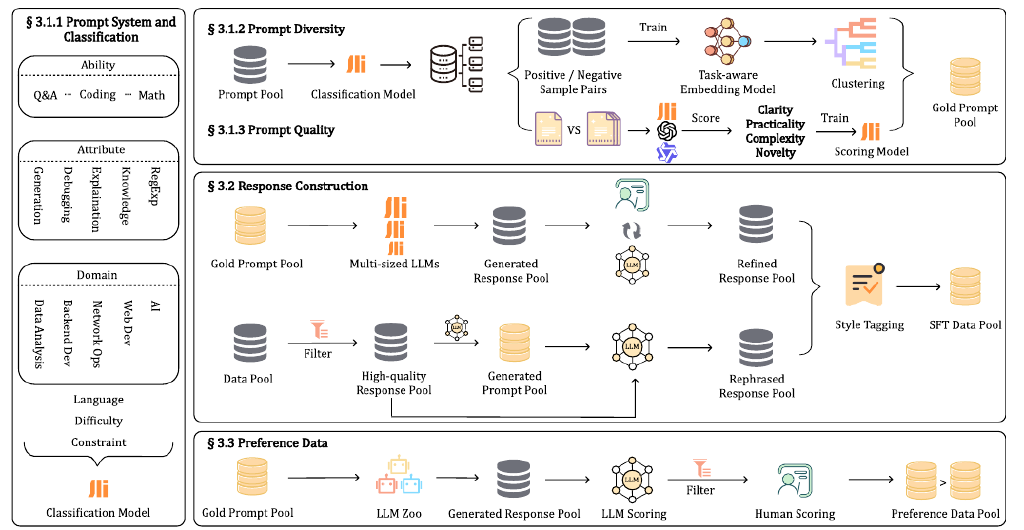 § 3.1.1 Prompt System and
Classification
Ability
Q&A ··· Coding ··· Math
Attribute
Generation
Debugging
Explaination
Knowledge
RegExp
Domain
Data Analysis
Backend Dev
Network Ops
Web Dev
AI
Language
Difficulty
Constraint
Classification Model
§ 3.1.2 Prompt Diversity
Prompt Pool
Classification Model
Positive / Negative
Sample Pairs
Train
Task-aware
Embedding Model
Clustering
Gold Prompt
Pool
§ 3.1.3 Prompt Quality
VS
Score
Clarity
Practicality
Complexity
Novelty
Train
Scoring Model
§ 3.2 Response Construction
Gold Prompt Pool
Multi-sized LLMs
Generated
Response Pool
LLM
Refined
Response Pool
Data Pool
Filter
High-quality
Response Pool
LLM
Generated
Prompt Pool
LLM
Rephrased
Response Pool
Style Tagging
SFT Data Pool
§ 3.3 Preference Data
Gold Prompt Pool
LLM Zoo
Generated Response Pool
LLM
LLM Scoring
Filter
Human Scoring
>
Preference Data Pool